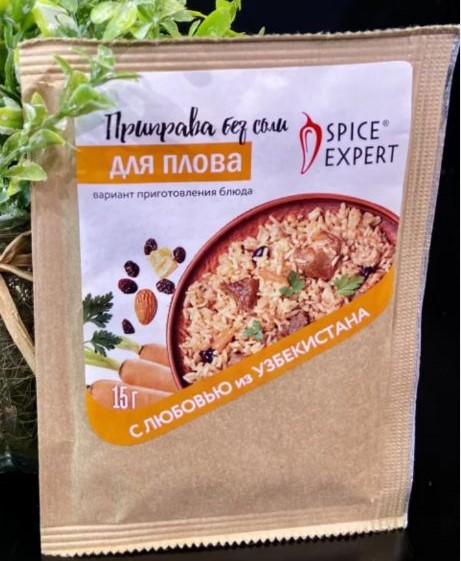 Приправа без соли
ДЛЯ ПЛОВА
вариант приготовления блюда
SPICE®
EXPERT
15 г
С ЛЮБОВЬЮ из УЗБЕКИСТАНА